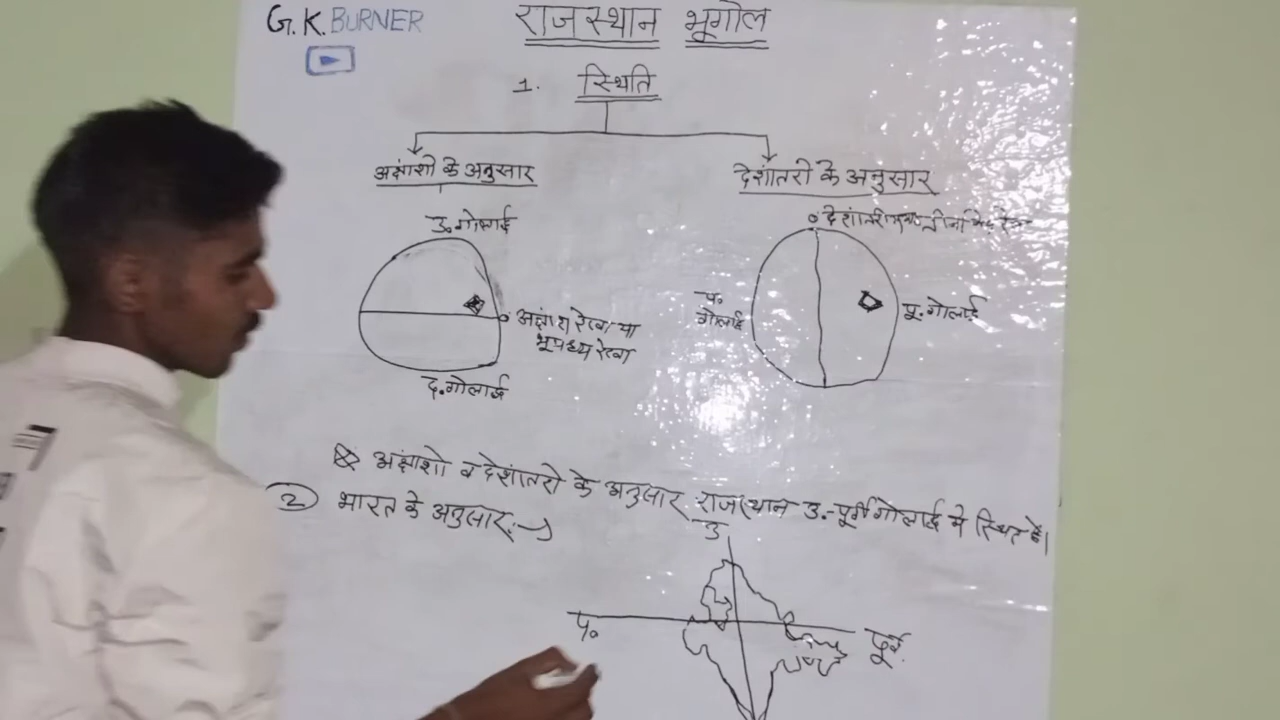 G.K. BURNER
राजस्थान भूगोल
1. स्थिति
अक्षांशो के अनुसार
देशांतरो के अनुसार
उ.गोलार्द्ध
अक्षांश रेखा या
भूमध्य रेखा
द.गोलार्द्ध
प.
गोलार्द्ध
पू.गोलार्द्ध
अक्षांशो व देशांतरो के अनुसार राजस्थान उ.-पूर्वी गोलार्द्ध मे स्थित है।
2 भारत के अनुसार:-
उ
प.
पूर्व.